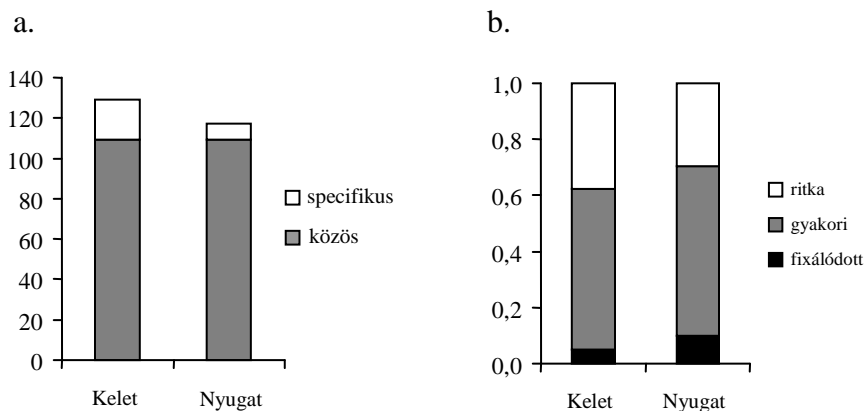 a.
140
120
100
80
60
40
20
0
Kelet Nyugat
specifikus
közös
b.
1,0
0,8
0,6
0,4
0,2
0,0
Kelet Nyugat
ritka
gyakori
fixálódott